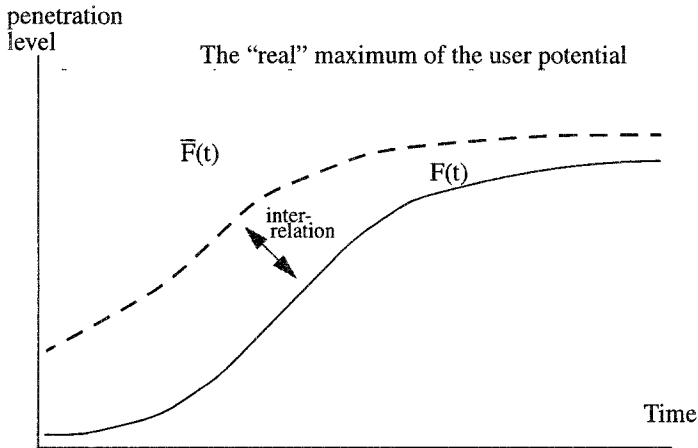 penetration
level
The “real” maximum of the user potential
F̅(t)
F(t)
inter-
relation
Time